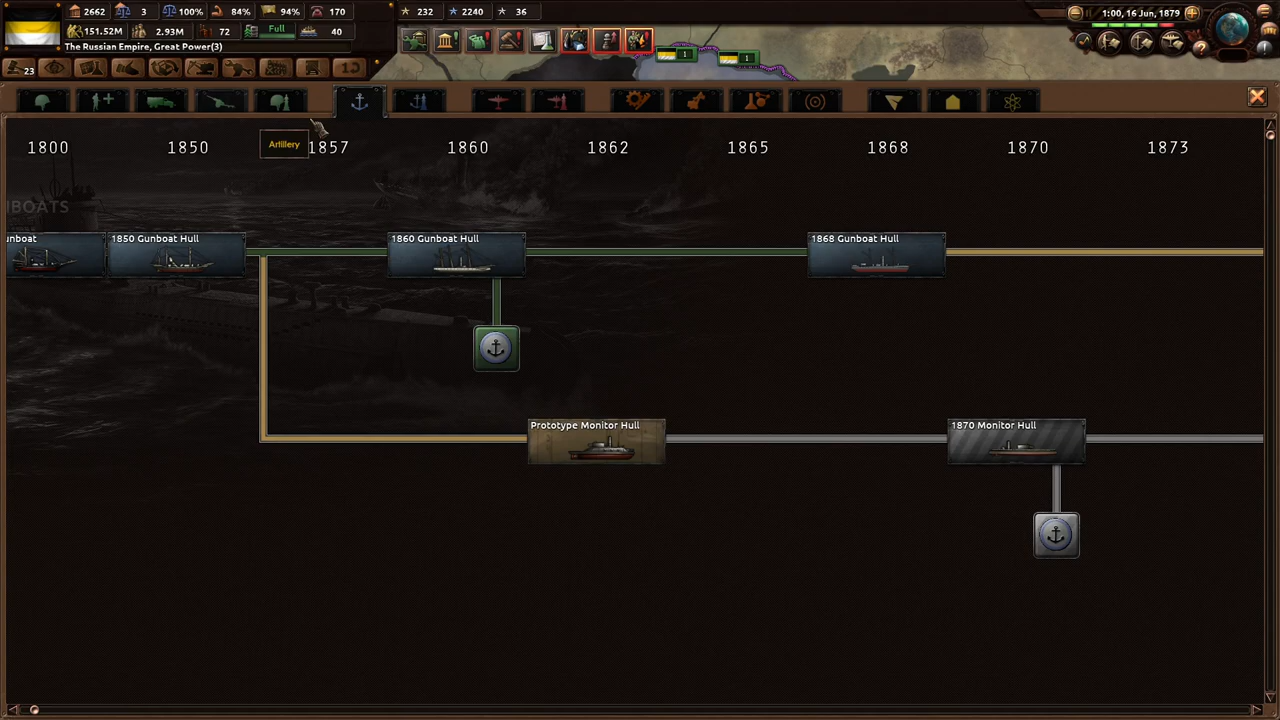 2662 3 100% 84% 94% 170
232 2240 36
1:00, 16 Jun, 1879
151.52M 2.93M 72 Full 40
The Russian Empire, Great Power(3)
1 1
23
1800 1850 1857 1860 1862 1865 1868 1870 1873
Artillery
NBOATS
unboat
1850 Gunboat Hull
1860 Gunboat Hull
1868 Gunboat Hull
Prototype Monitor Hull
1870 Monitor Hull